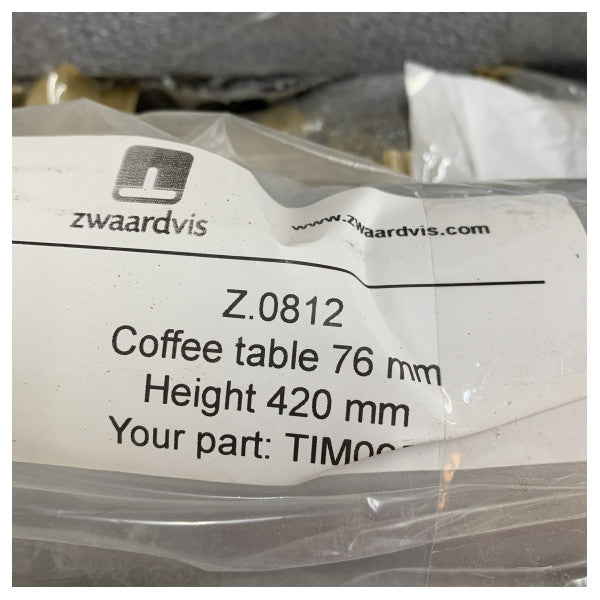 zwaardvis
www.zwaardvis.com
Z.0812
Coffee table 76 mm
Height 420 mm
Your part: